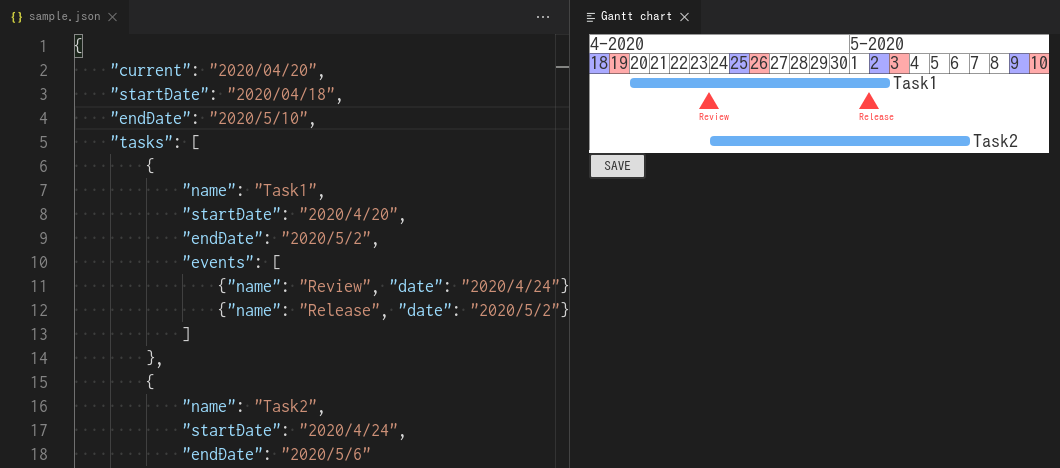 {} sample.json ×
···
Gantt chart ×
1 {
2 "current": "2020/04/20",
3 "startDate": "2020/04/18",
4 "endDate": "2020/5/10",
5 "tasks": [
6 {
7 "name": "Task1",
8 "startDate": "2020/4/20",
9 "endDate": "2020/5/2",
10 "events": [
11 {"name": "Review", "date": "2020/4/24"}
12 {"name": "Release", "date": "2020/5/2"}
13 ]
14 },
15 {
16 "name": "Task2",
17 "startDate": "2020/4/24",
18 "endDate": "2020/5/6"
4-2020 5-2020
18 19 20 21 22 23 24 25 26 27 28 29 30 1 2 3 4 5 6 7 8 9 10
Task1
Review Release
Task2
SAVE